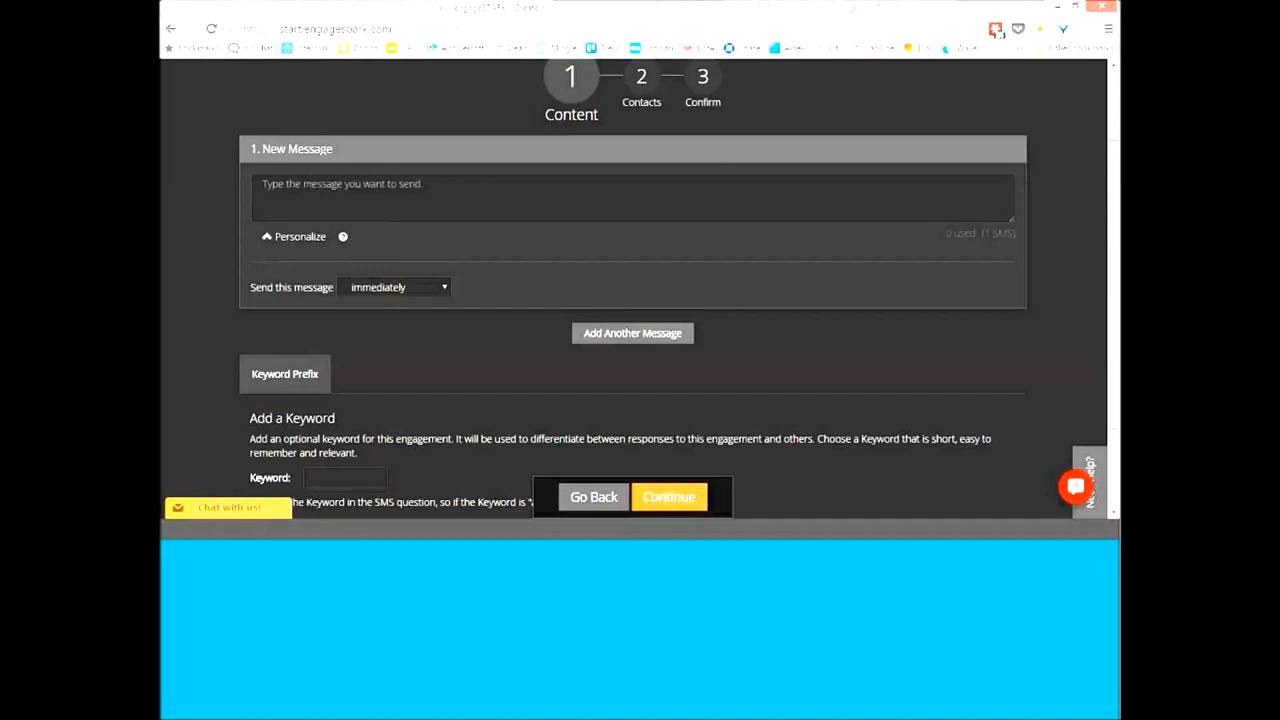 start.engagespark.com
1
2
3
Content
Contacts
Confirm
1. New Message
Type the message you want to send.
Personalize
0 used (1 SMS)
Send this message immediately
Add Another Message
Keyword Prefix
Add a Keyword
Add an optional keyword for this engagement. It will be used to differentiate between responses to this engagement and others. Choose a Keyword that is short, easy to
remember and relevant.
Keyword:
the Keyword in the SMS question, so if the Keyword is
Go Back
Continue
Chat with us!